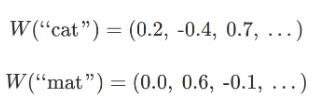 W(“cat”) = (0.2, -0.4, 0.7, ...)
W(“mat”) = (0.0, 0.6, -0.1, ...)